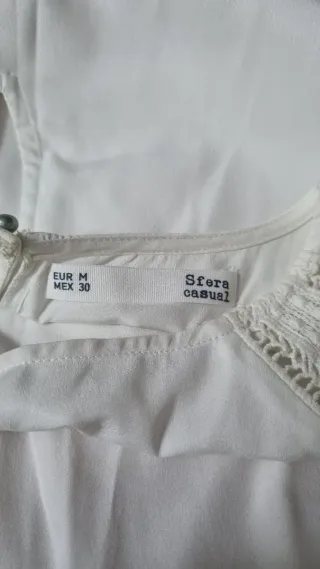 EUR M
MEX 30
Sfera
casual